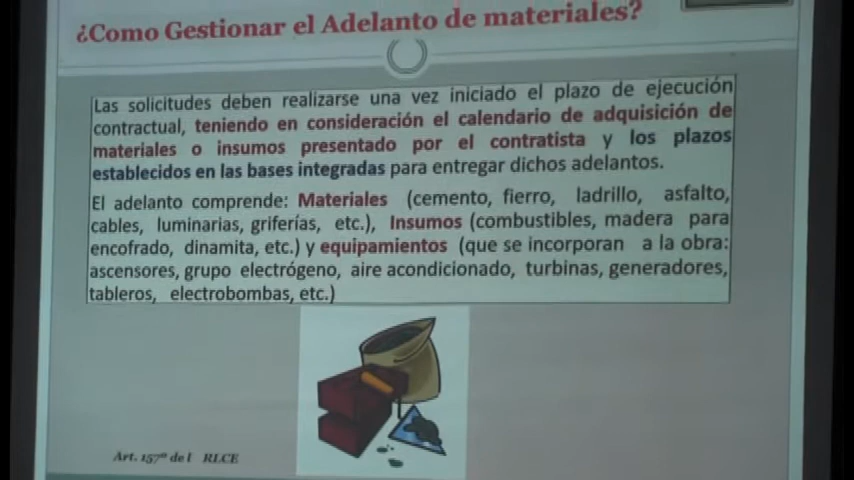 ¿Como Gestionar el Adelanto de materiales?
Las solicitudes deben realizarse una vez iniciado el plazo de ejecución
contractual, teniendo en consideración el calendario de adquisición de
materiales o insumos presentado por el contratista y los plazos
establecidos en las bases integradas para entregar dichos adelantos.
El adelanto comprende: Materiales (cemento, fierro, ladrillo, asfalto,
cables, luminarias, griferías, etc.), Insumos (combustibles, madera para
encofrado, dinamita, etc.) y equipamientos (que se incorporan a la obra:
ascensores, grupo electrógeno, aire acondicionado, turbinas, generadores,
tableros, electrobombas, etc.)
Art. 157º de l RLCE